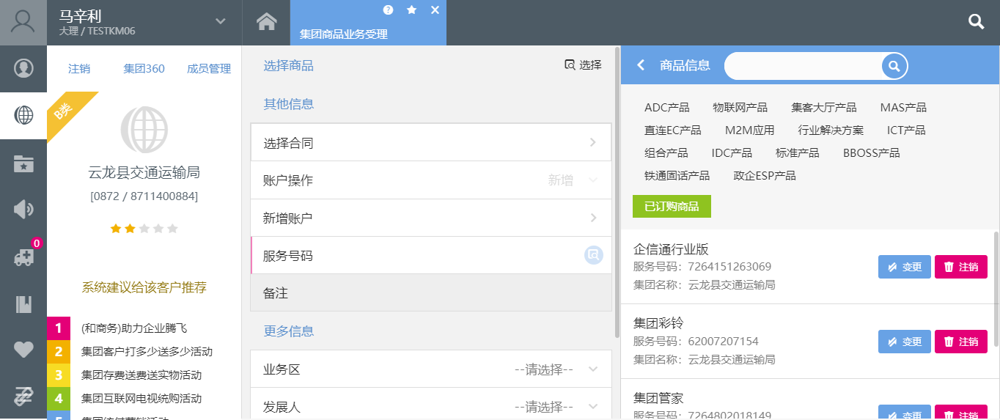 马辛利
大理 / TESTKM06
集团商品业务受理
0
注销 集团360 成员管理
B类
云龙县交通运输局
[0872 / 8711400884]
系统建议给该客户推荐
1 (和商务)助力企业腾飞
2 集团客户打多少送多少活动
3 集团存费送费送实物活动
4 集团互联网电视统购活动
选择商品 选择
其他信息
选择合同
账户操作 新增
新增账户
服务号码
备注
更多信息
业务区 --请选择--
发展人 --请选择--
商品信息
ADC产品 物联网产品 集客大厅产品 MAS产品
直连EC产品 M2M应用 行业解决方案 ICT产品
组合产品 IDC产品 标准产品 BBOSS产品
铁通固话产品 政企ESP产品
已订购商品
企信通行业版
服务号码：7264151263069
集团名称：云龙县交通运输局
变更 注销
集团彩铃
服务号码：62007207154
集团名称：云龙县交通运输局
变更 注销
集团管家
服务号码：7264802018149
变更 注销